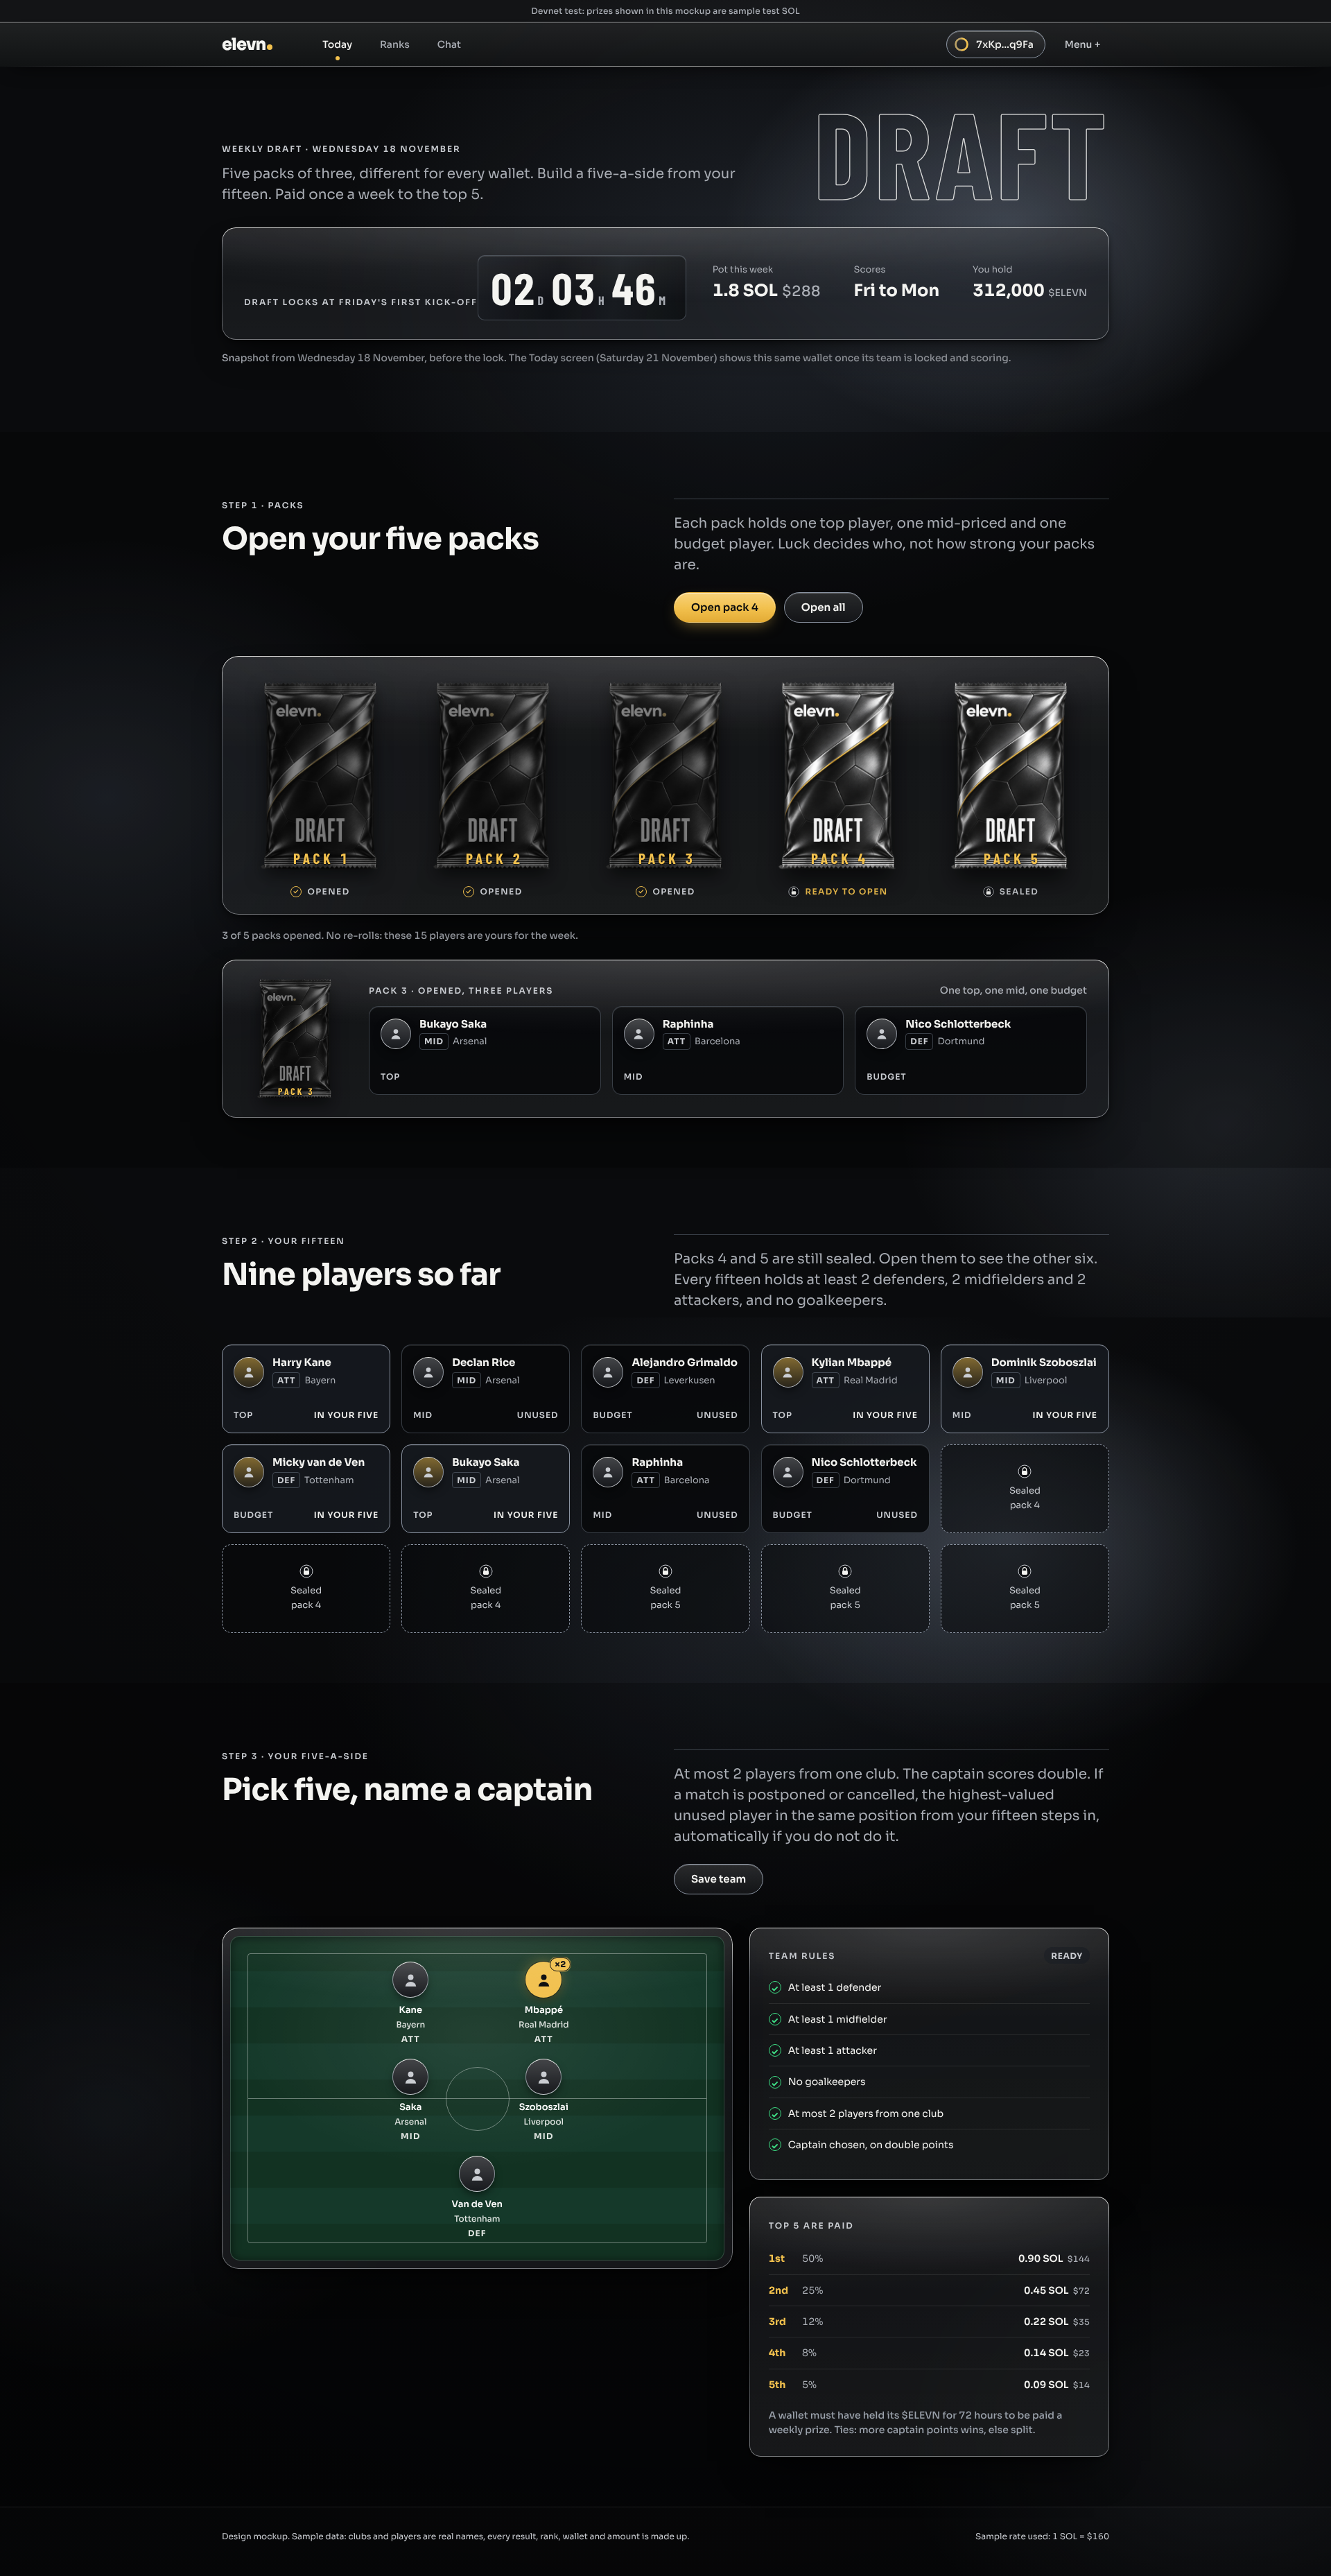 Devnet test: prizes shown in this mockup are sample test SOL
elevn.
Today
Ranks
Chat
7xKp...q9Fa
Menu +
DRAFT
WEEKLY DRAFT · WEDNESDAY 18 NOVEMBER
Five packs of three, different for every wallet. Build a five-a-side from your
fifteen. Paid once a week to the top 5.
DRAFT LOCKS AT FRIDAY'S FIRST KICK-OFF
02 D 03 H 46 M
Pot this week
1.8 SOL $288
Scores
Fri to Mon
You hold
312,000 $ELEVN
Snapshot from Wednesday 18 November, before the lock. The Today screen (Saturday 21 November) shows this same wallet once its team is locked and scoring.
STEP 1 · PACKS
Open your five packs
Each pack holds one top player, one mid-priced and one
budget player. Luck decides who, not how strong your packs
are.
Open pack 4
Open all
elevn.
DRAFT
PACK 1
OPENED
elevn.
DRAFT
PACK 2
OPENED
elevn.
DRAFT
PACK 3
OPENED
elevn.
DRAFT
PACK 4
READY TO OPEN
elevn.
DRAFT
PACK 5
SEALED
3 of 5 packs opened. No re-rolls: these 15 players are yours for the week.
elevn.
DRAFT
PACK 3
PACK 3 · OPENED, THREE PLAYERS
One top, one mid, one budget
Bukayo Saka
MID Arsenal
TOP
Raphinha
ATT Barcelona
MID
Nico Schlotterbeck
DEF Dortmund
BUDGET
STEP 2 · YOUR FIFTEEN
Nine players so far
Packs 4 and 5 are still sealed. Open them to see the other six.
Every fifteen holds at least 2 defenders, 2 midfielders and 2
attackers, and no goalkeepers.
Harry Kane
ATT Bayern
TOP IN YOUR FIVE
Declan Rice
MID Arsenal
MID UNUSED
Alejandro Grimaldo
DEF Leverkusen
BUDGET UNUSED
Kylian Mbappé
ATT Real Madrid
TOP IN YOUR FIVE
Dominik Szoboszlai
MID Liverpool
MID IN YOUR FIVE
Micky van de Ven
DEF Tottenham
BUDGET IN YOUR FIVE
Bukayo Saka
MID Arsenal
TOP IN YOUR FIVE
Raphinha
ATT Barcelona
MID UNUSED
Nico Schlotterbeck
DEF Dortmund
BUDGET UNUSED
Sealed
pack 4
Sealed
pack 4
Sealed
pack 4
Sealed
pack 5
Sealed
pack 5
Sealed
pack 5
STEP 3 · YOUR FIVE-A-SIDE
Pick five, name a captain
At most 2 players from one club. The captain scores double. If
a match is postponed or cancelled, the highest-valued
unused player in the same position from your fifteen steps in,
automatically if you do not do it.
Save team
Kane
Bayern
ATT
×2
Mbappé
Real Madrid
ATT
Saka
Arsenal
MID
Szoboszlai
Liverpool
MID
Van de Ven
Tottenham
DEF
TEAM RULES
READY
At least 1 defender
At least 1 midfielder
At least 1 attacker
No goalkeepers
At most 2 players from one club
Captain chosen, on double points
TOP 5 ARE PAID
1st 50% 0.90 SOL $144
2nd 25% 0.45 SOL $72
3rd 12% 0.22 SOL $35
4th 8% 0.14 SOL $23
5th 5% 0.09 SOL $14
A wallet must have held its $ELEVN for 72 hours to be paid a
weekly prize. Ties: more captain points wins, else split.
Design mockup. Sample data: clubs and players are real names, every result, rank, wallet and amount is made up.
Sample rate used: 1 SOL = $160